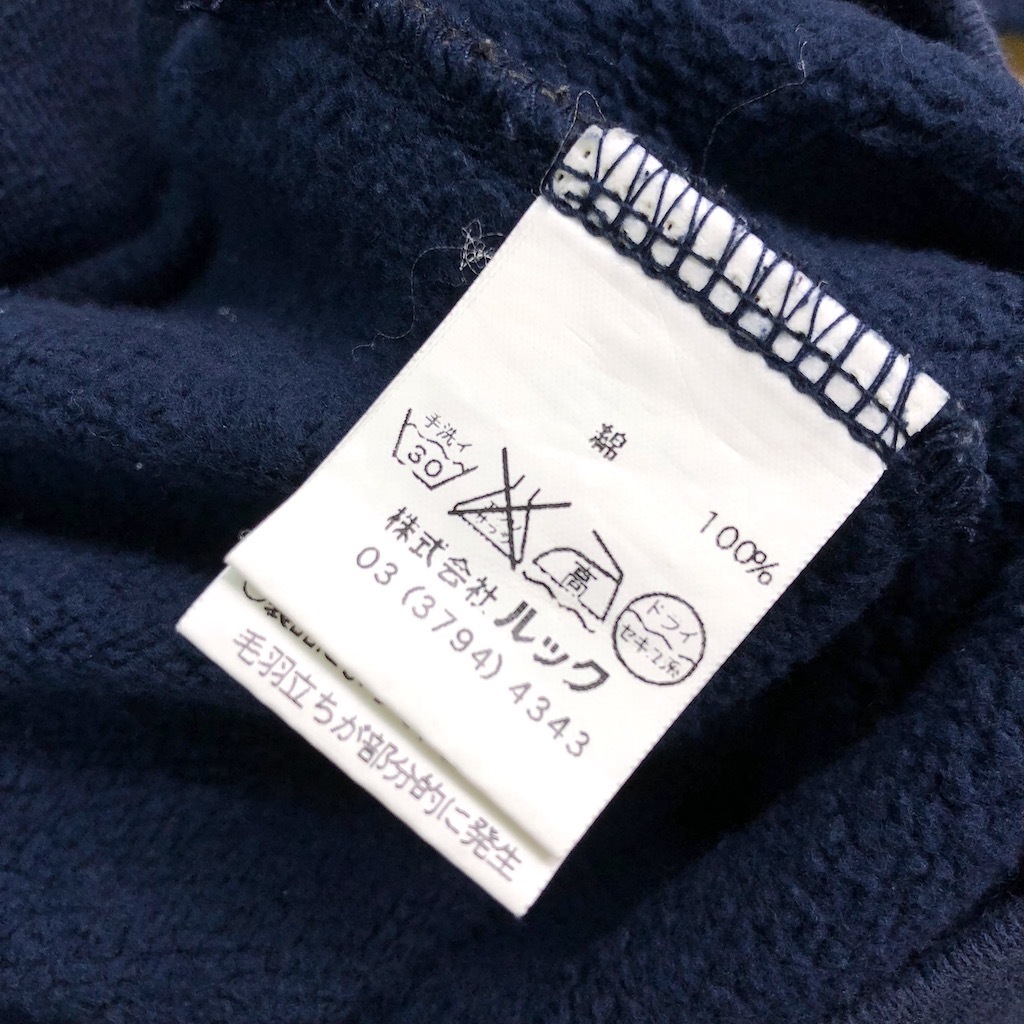 綿 100%
手洗イ
30
高
ドライ
セキユ系
株式会社 ルック
03 (3794) 4343
毛羽立ちが部分的に発生